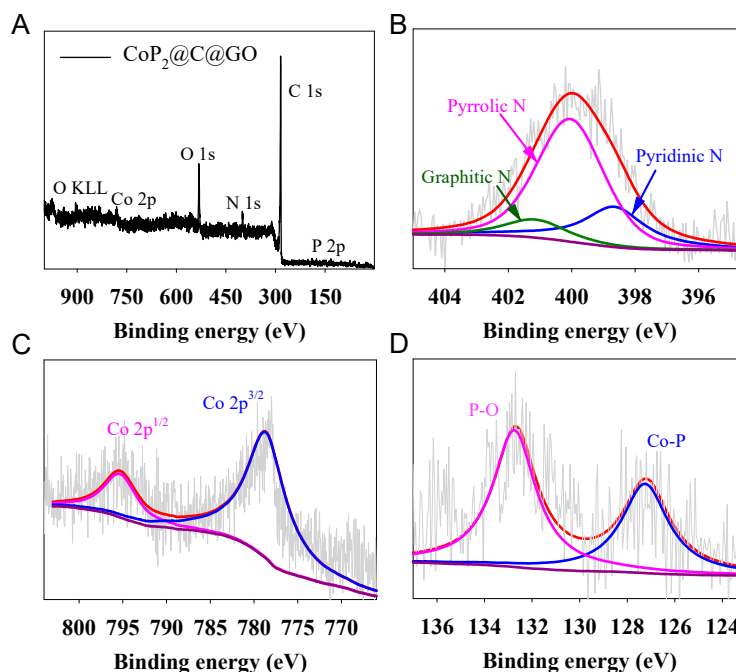 A
CoP2@C@GO
C 1s
O 1s
O KLL
Co 2p
N 1s
P 2p
900 750 600 450 300 150
Binding energy (eV)
B
Pyrrolic N
Pyridinic N
Graphitic N
404 402 400 398 396
Binding energy (eV)
C
Co 2p3/2
Co 2p1/2
800 795 790 785 780 775 770
Binding energy (eV)
D
P-O
Co-P
136 134 132 130 128 126 124
Binding energy (eV)